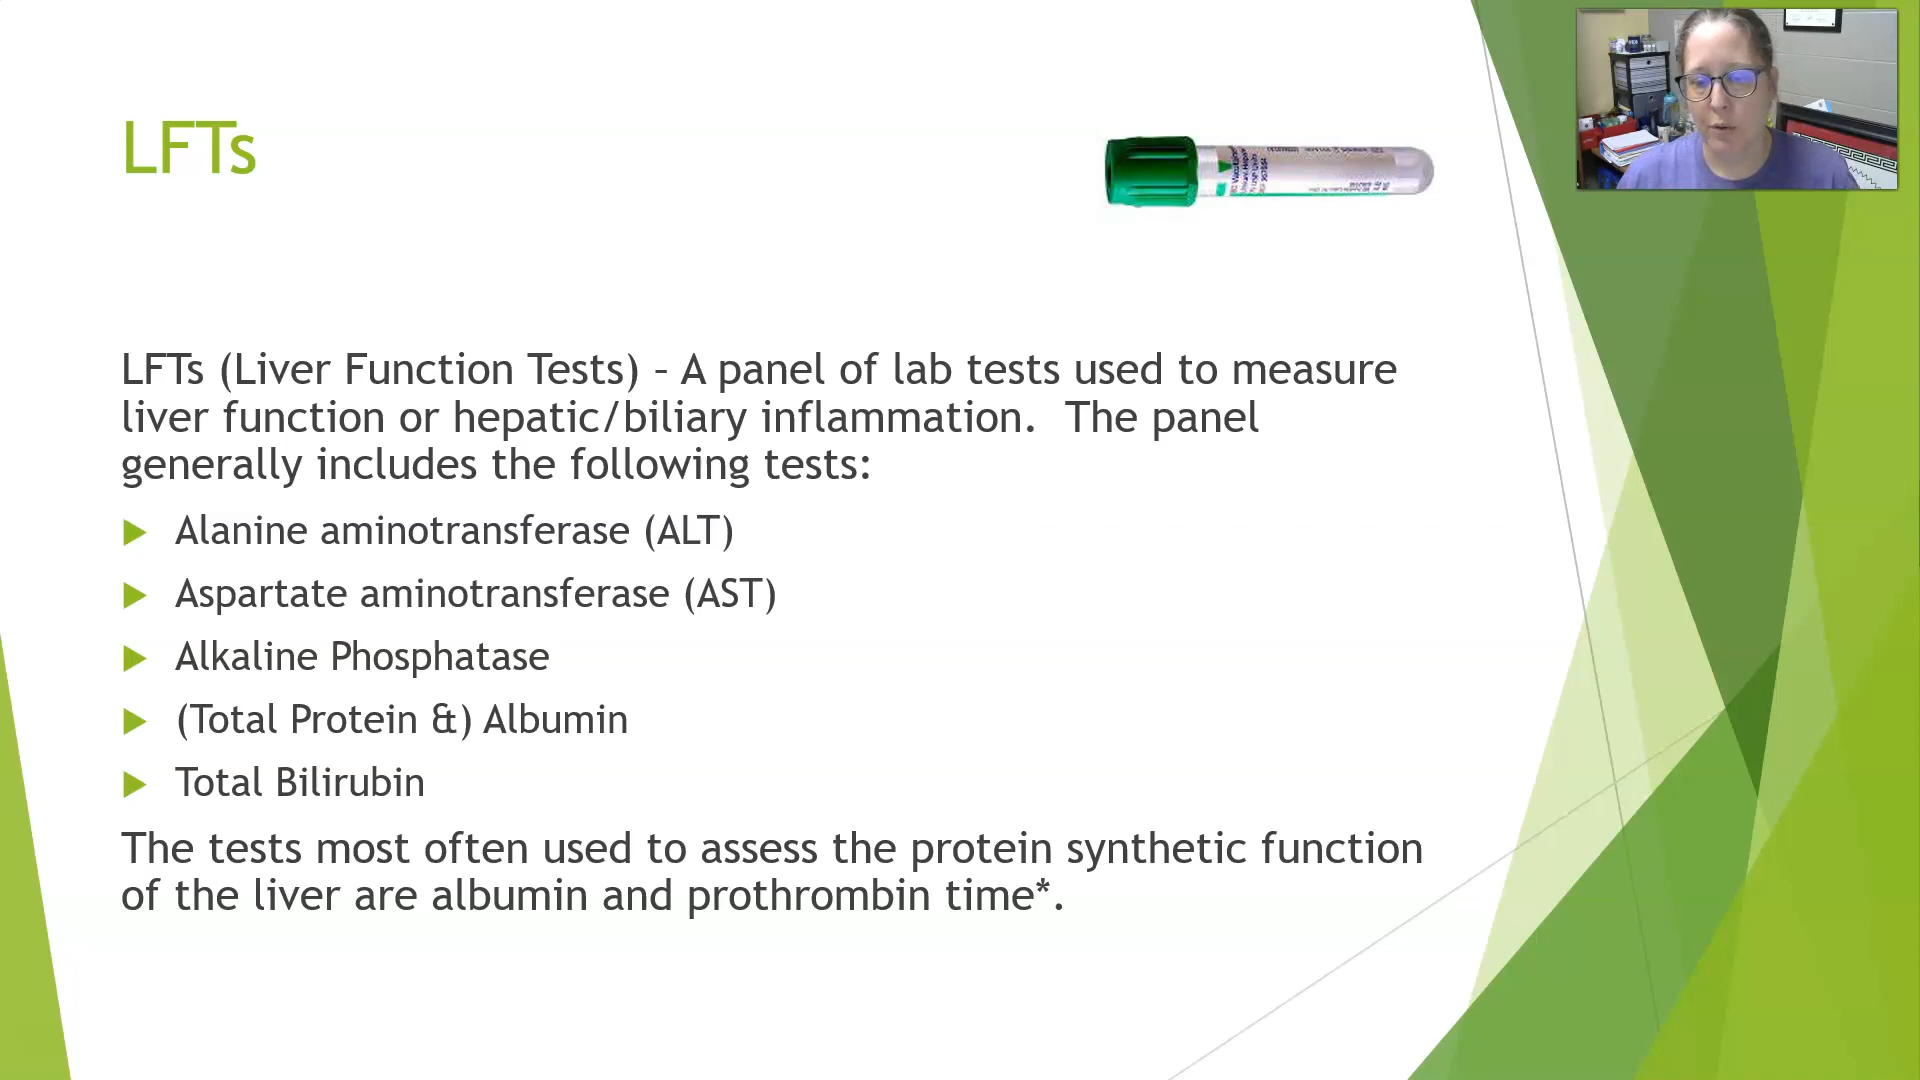 LFTs
LFTs (Liver Function Tests) – A panel of lab tests used to measure
liver function or hepatic/biliary inflammation.  The panel
generally includes the following tests:
Alanine aminotransferase (ALT)
Aspartate aminotransferase (AST)
Alkaline Phosphatase
(Total Protein &) Albumin
Total Bilirubin
The tests most often used to assess the protein synthetic function
of the liver are albumin and prothrombin time*.